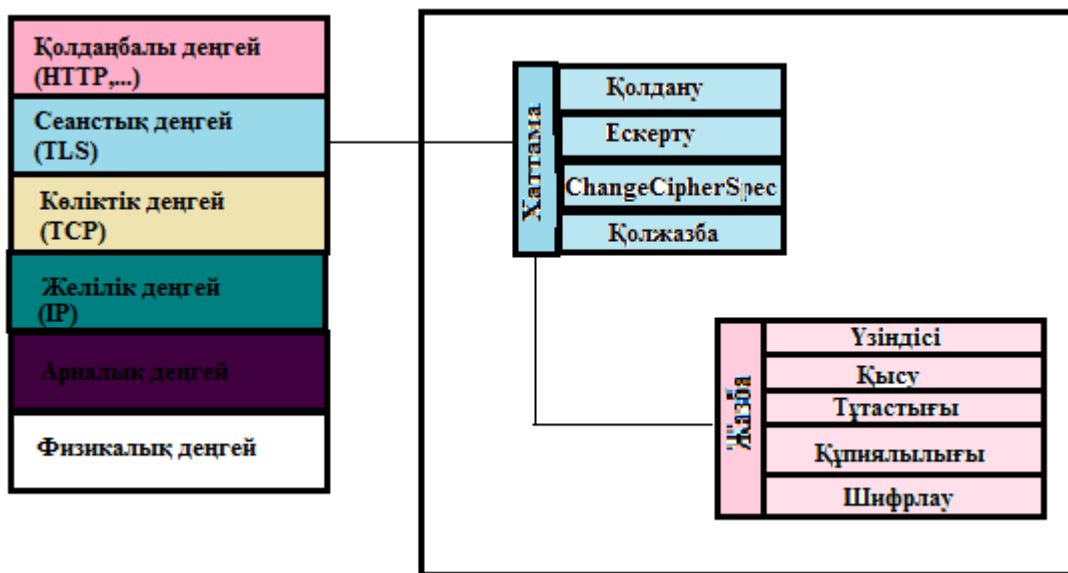 Қолдаңбалы деңгей
(HTTP,...)
Сеанстық деңгей
(TLS)
Көліктік деңгей
(TCP)
Желілік деңгей
(IP)
Арналық деңгей
Физикалық деңгей
Хаттама
Қолдану
Ескерту
ChangeCipherSpec
Қолжазба
Жазба
Үзіндісі
Қысу
Тұтастығы
Құпиялылығы
Шифрлау